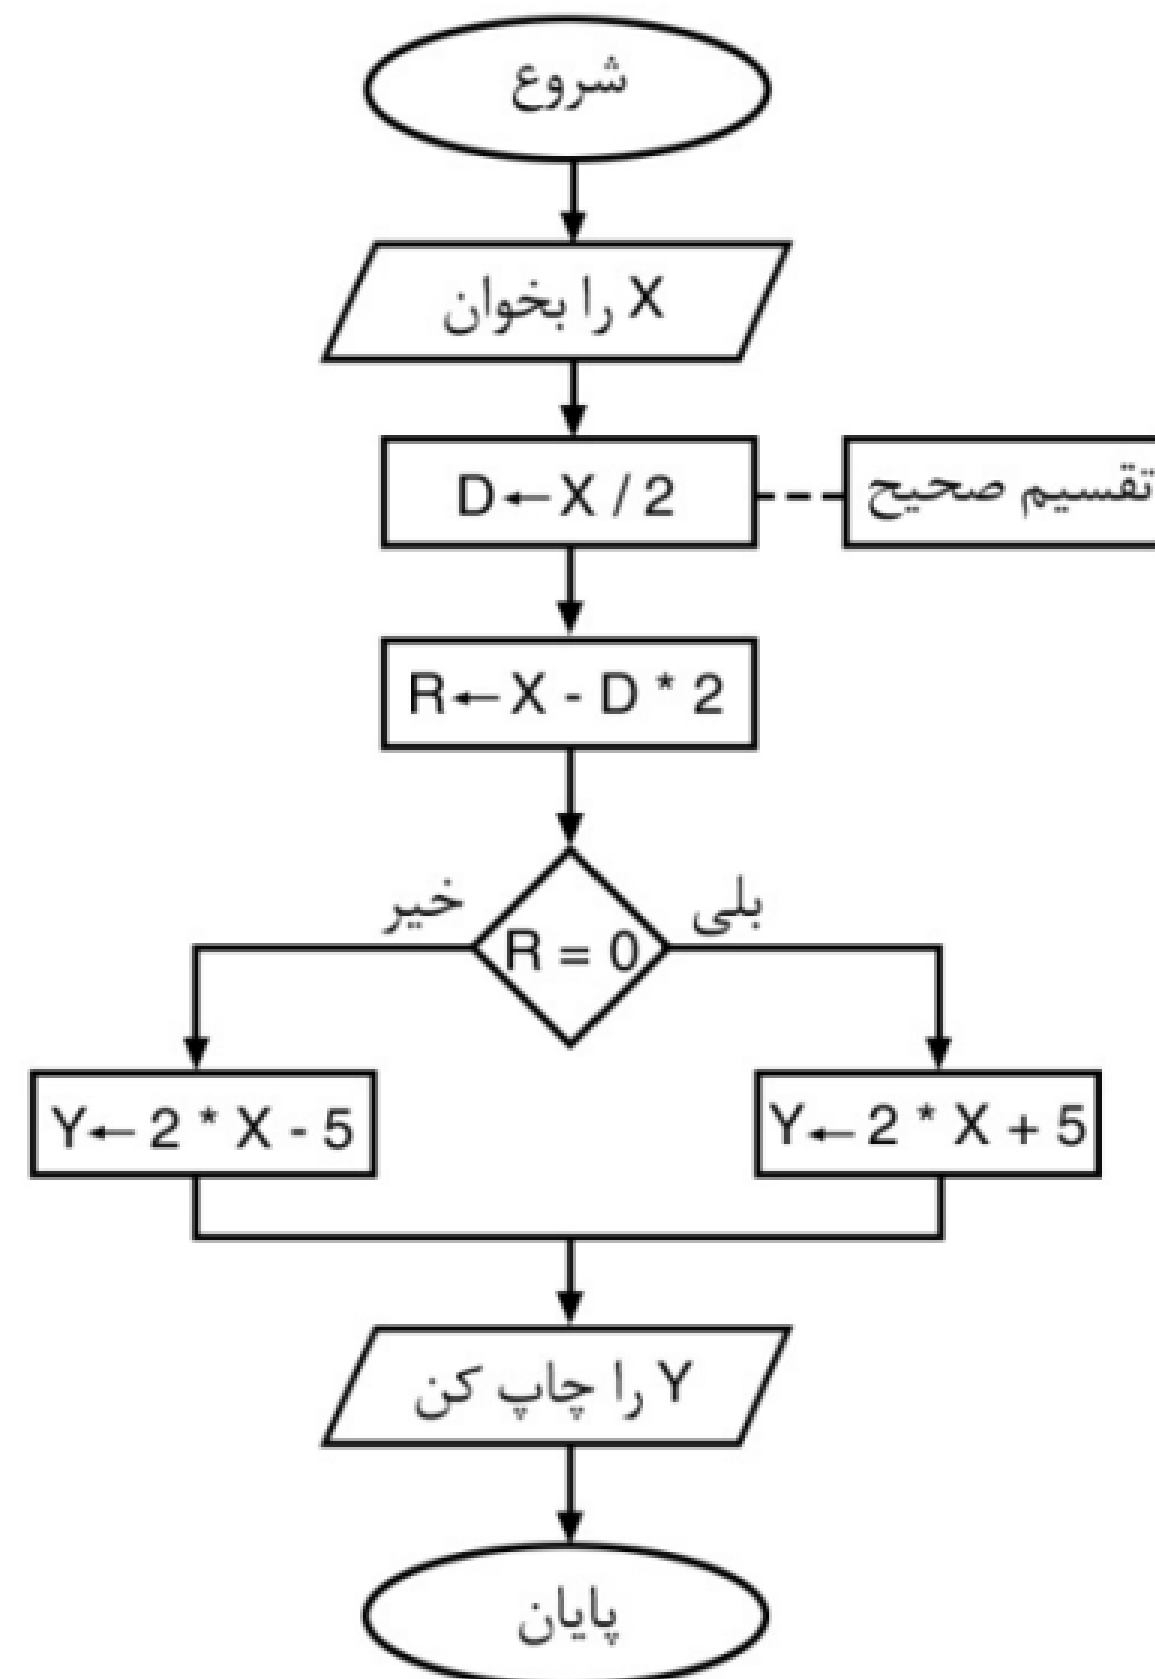 شروع
X را بخوان
D←X / 2
تقسیم صحیح
R←X - D * 2
خیر
بلی
R = 0
Y←2 * X - 5
Y←2 * X + 5
Y را چاپ کن
پایان